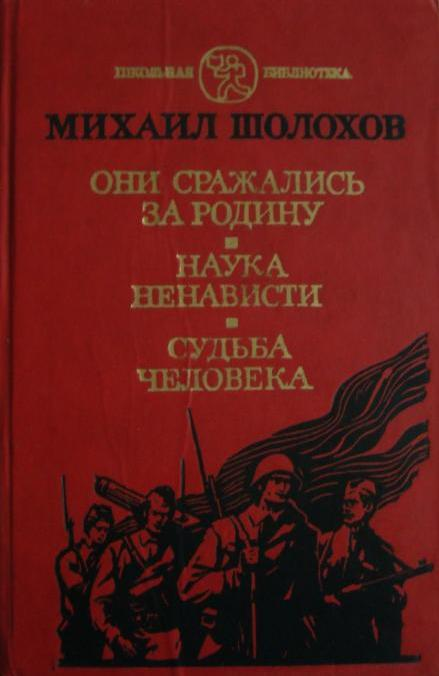 ШКОЛЬНАЯ БИБЛИОТЕКА
МИХАИЛ ШОЛОХОВ
ОНИ СРАЖАЛИСЬ
ЗА РОДИНУ
НАУКА
НЕНАВИСТИ
СУДЬБА
ЧЕЛОВЕКА